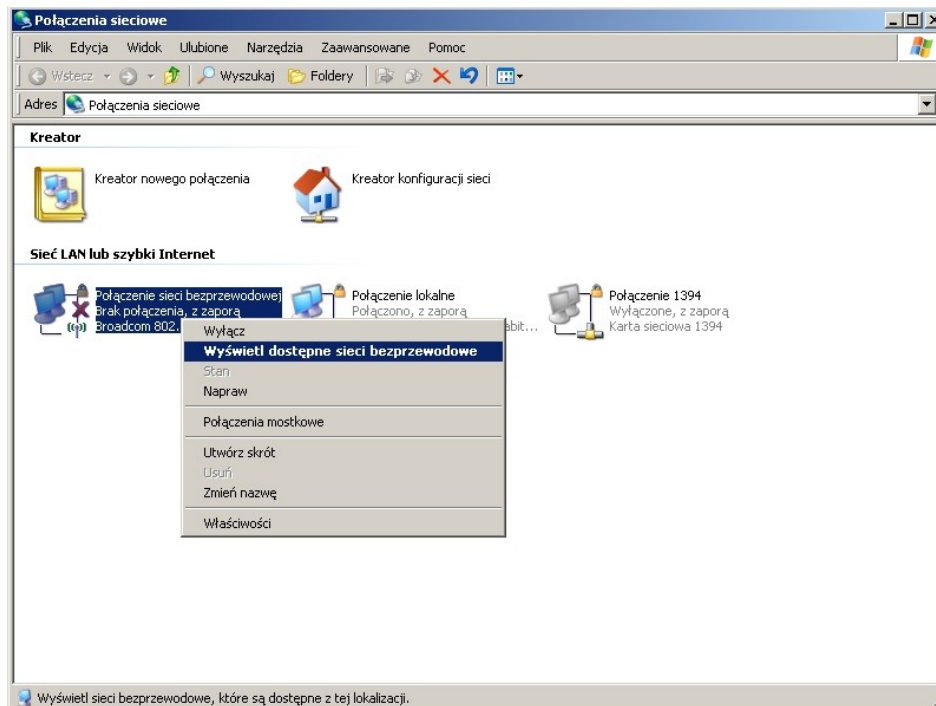 Połączenia sieciowe
Plik Edycja Widok Ulubione Narzędzia Zaawansowane Pomoc
Wstecz Wyszukaj Foldery
Adres Połączenia sieciowe
Kreator
Kreator nowego połączenia Kreator konfiguracji sieci
Sieć LAN lub szybki Internet
Połączenie sieci bezprzewodowej Połączenie lokalne Połączenie 1394
Brak połączenia, z zaporą Połączono, z zaporą Wyłączone, z zaporą
Broadcom 802. Karta sieciowa 1394
Wyłącz
Wyświetl dostępne sieci bezprzewodowe
Stan
Napraw
Połączenia mostkowe
Utwórz skrót
Usuń
Zmień nazwę
Właściwości
Wyświetl sieci bezprzewodowe, które są dostępne z tej lokalizacji.